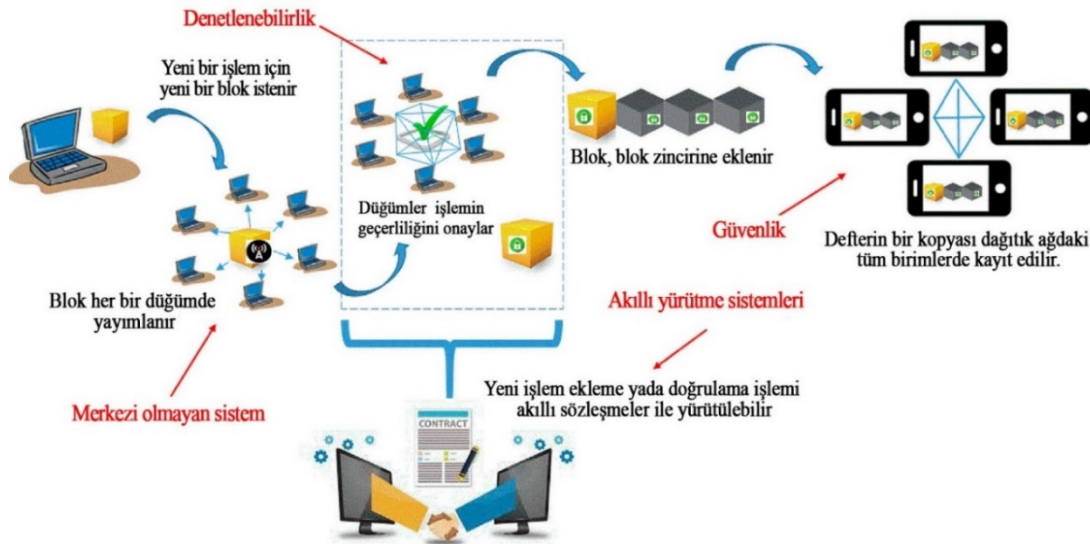 Denetlenebilirlik
Yeni bir işlem için
yeni bir blok istenir
Düğümler işlemin
geçerliliğini onaylar
Blok, blok zincirine eklenir
Güvenlik
Defterin bir kopyası dağıtık ağdaki
tüm birimlerde kayıt edilir.
Blok her bir düğümde
yayımlanır
Merkezi olmayan sistem
Akıllı yürütme sistemleri
Yeni işlem ekleme yada doğrulama işlemi
akıllı sözleşmeler ile yürütülebilir
CONTRACT